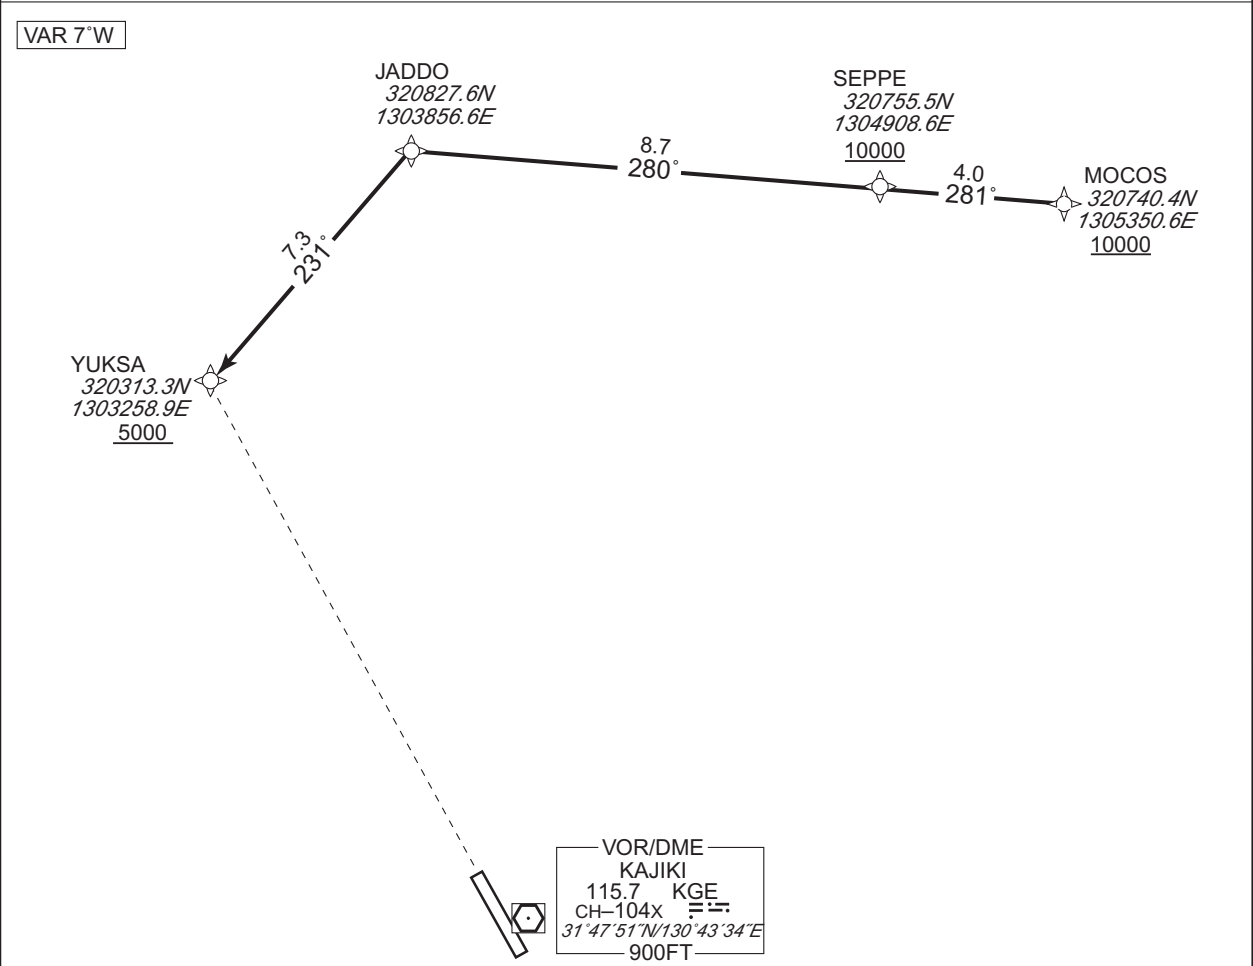 VAR 7°W
JADDO
320827.6N
1303856.6E
SEPPE
320755.5N
1304908.6E
10000
8.7
280°
4.0
281°
MOCOS
320740.4N
1305350.6E
10000
7.3
231°
YUKSA
320313.3N
1303258.9E
5000
VOR/DME
KAJIKI
115.7 KGE
CH–104X
31°47′51″N/130°43′34″E
900FT